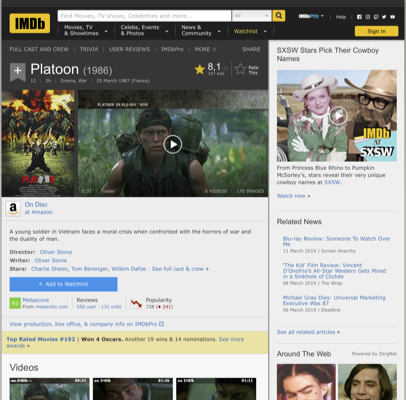 IMDb
Find Movies, TV shows, Celebrities and more...
All
IMDbPro
Help
Movies, TV & Showtimes
Celebs, Events & Photos
News & Community
Watchlist
Sign in
FULL CAST AND CREW | TRIVIA | USER REVIEWS | IMDbPro | MORE
SHARE
Platoon (1986)
12 | 2h | Drama, War | 25 March 1987 (France)
8,1
Rate This
PLATOON ON BLU-RAY NOW
0:31 | Trailer
6 VIDEOS | 170 IMAGES
On Disc
at Amazon
A young soldier in Vietnam faces a moral crisis when confronted with the horrors of war and
the duality of man.
Director: Oliver Stone
Writer: Oliver Stone
Stars: Charlie Sheen, Tom Berenger, Willem Dafoe | See full cast & crew »
+ Add to Watchlist
Metascore
From metacritic.com
Reviews
550 user | 131 critic
Popularity
738
View production, box office, & company info on IMDbPro
Top Rated Movies #192 | Won 4 Oscars. Another 19 wins & 14 nominations. See more
awards »
Videos
SXSW Stars Pick Their Cowboy
Names
IMDb
AT
SXSW
From Princess Blue Rhino to Pumpkin
McSorley's, stars reveal their very unique
cowboy names at SXSW.
Watch now »
Related News
Blu-ray Review: Someone To Watch Over
Me
11 March 2019 | Screen Anarchy
'The Kid' Film Review: Vincent
D'Onofrio's All-Star Western Gets Mired
in a Sinkhole of Clichés
08 March 2019 | The Wrap
Michael Gray Dies: Universal Marketing
Executive Was 87
06 March 2019 | Deadline
See all related articles »
Around The Web
Powered by ZergNet